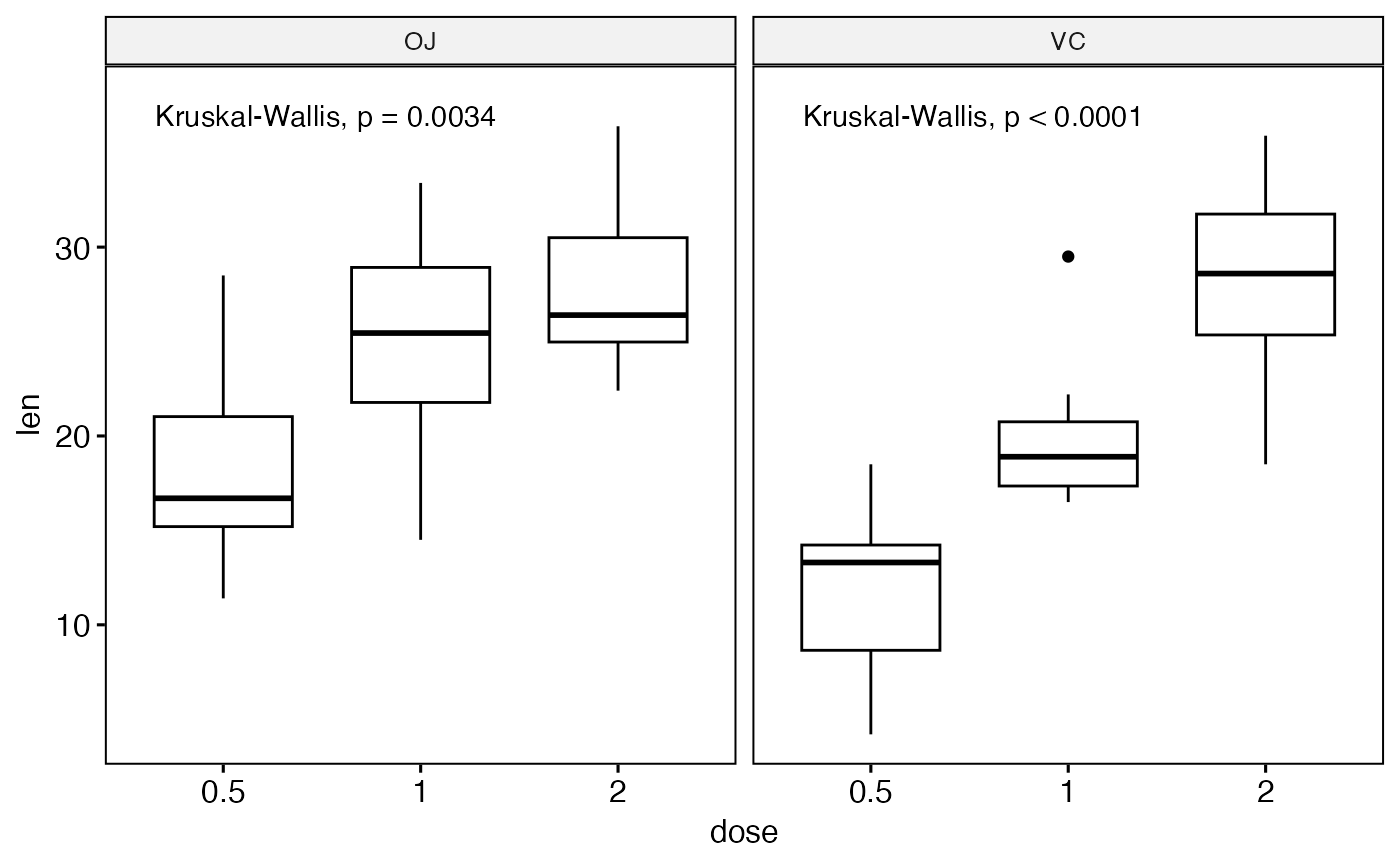 OJ
VC
Kruskal-Wallis, p = 0.0034
Kruskal-Wallis, p < 0.0001
30
20
10
len
0.5 1 2
0.5 1 2
dose